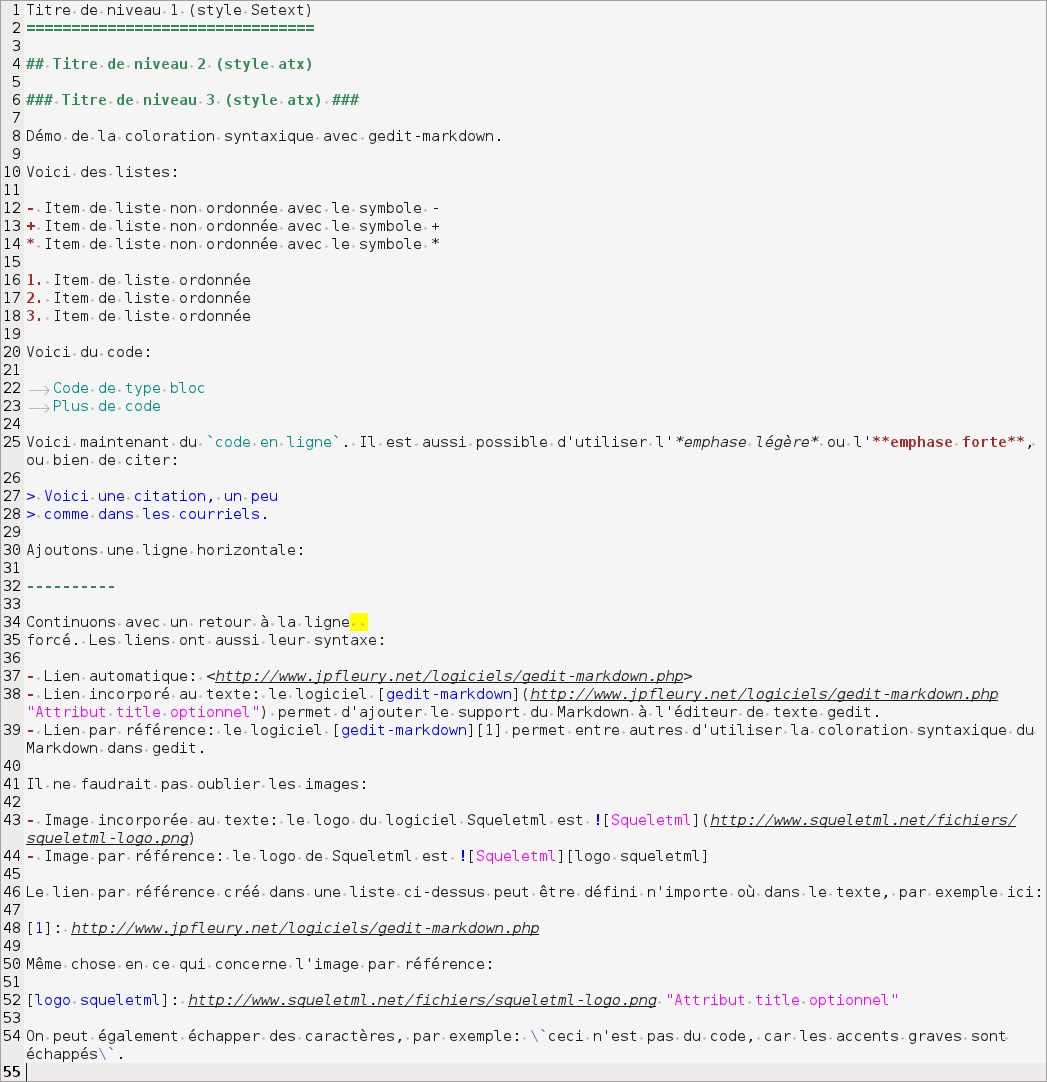 1 Titre de niveau 1 (style Setext)
2 ================================
3
4 ## Titre de niveau 2 (style atx)
5
6 ### Titre de niveau 3 (style atx) ###
7
8 Démo de la coloration syntaxique avec gedit-markdown.
9
10 Voici des listes:
11
12 - Item de liste non ordonnée avec le symbole -
13 + Item de liste non ordonnée avec le symbole +
14 * Item de liste non ordonnée avec le symbole *
15
16 1. Item de liste ordonnée
17 2. Item de liste ordonnée
18 3. Item de liste ordonnée
19
20 Voici du code:
21
22 Code de type bloc
23 Plus de code
24
25 Voici maintenant du `code en ligne`. Il est aussi possible d'utiliser l'*emphase légère* ou l'**emphase forte**,
ou bien de citer:
26
27 > Voici une citation, un peu
28 > comme dans les courriels.
29
30 Ajoutons une ligne horizontale:
31
32 ----------
33
34 Continuons avec un retour à la ligne
35 forcé. Les liens ont aussi leur syntaxe:
36
37 - Lien automatique: <http://www.jpfleury.net/logiciels/gedit-markdown.php>
38 - Lien incorporé au texte: le logiciel [gedit-markdown](http://www.jpfleury.net/logiciels/gedit-markdown.php
"Attribut title optionnel") permet d'ajouter le support du Markdown à l'éditeur de texte gedit.
39 - Lien par référence: le logiciel [gedit-markdown][1] permet entre autres d'utiliser la coloration syntaxique du
Markdown dans gedit.
40
41 Il ne faudrait pas oublier les images:
42
43 - Image incorporée au texte: le logo du logiciel Squeletml est ![Squeletml](http://www.squeletml.net/fichiers/
squeletml-logo.png)
44 - Image par référence: le logo de Squeletml est ![Squeletml][logo squeletml]
45
46 Le lien par référence créé dans une liste ci-dessus peut être défini n'importe où dans le texte, par exemple ici:
47
48 [1]: http://www.jpfleury.net/logiciels/gedit-markdown.php
49
50 Même chose en ce qui concerne l'image par référence:
51
52 [logo squeletml]: http://www.squeletml.net/fichiers/squeletml-logo.png "Attribut title optionnel"
53
54 On peut également échapper des caractères, par exemple: \`ceci n'est pas du code, car les accents graves sont
échappés\`.
55